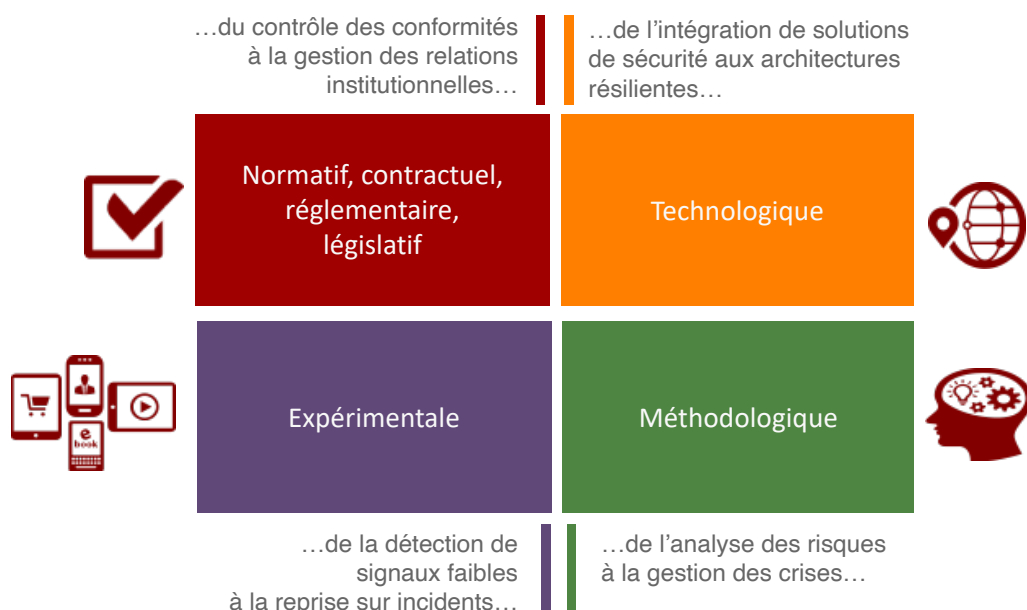 …du contrôle des conformités
à la gestion des relations
institutionnelles…
…de l’intégration de solutions
de sécurité aux architectures
résilientes…
Normatif, contractuel,
réglementaire,
législatif
Technologique
e
book
Expérimentale
Méthodologique
…de la détection de
signaux faibles
à la reprise sur incidents…
…de l’analyse des risques
à la gestion des crises…